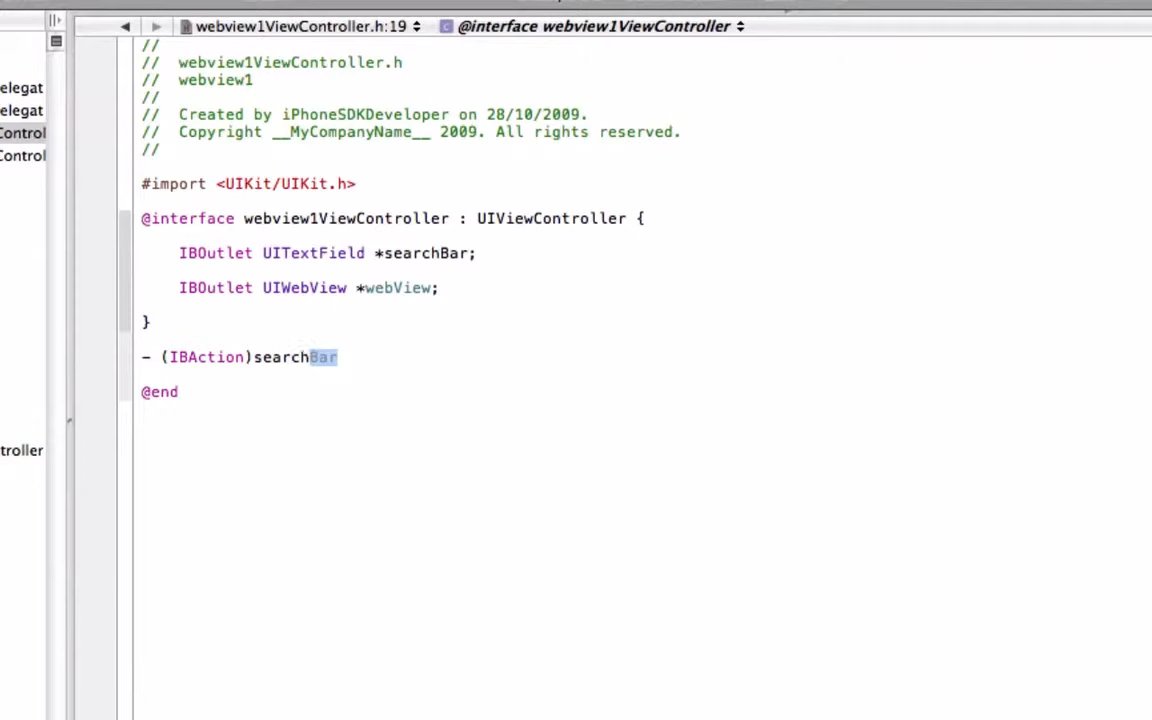 webview1ViewController.h:19 @interface webview1ViewController
//
// webview1ViewController.h
// webview1
//
// Created by iPhoneSDKDeveloper on 28/10/2009.
// Copyright __MyCompanyName__ 2009. All rights reserved.
//
#import <UIKit/UIKit.h>
@interface webview1ViewController : UIViewController {
IBOutlet UITextField *searchBar;
IBOutlet UIWebView *webView;
}
- (IBAction)searchBar
@end
elegat
elegat
Control
Control
troller